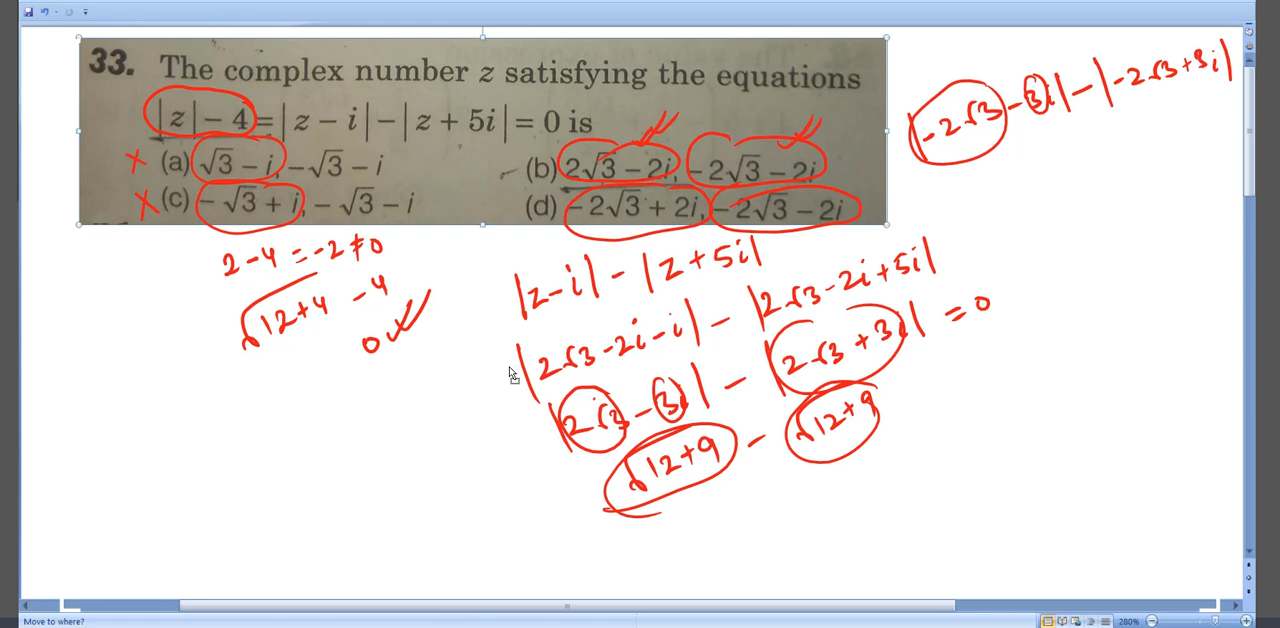 33. The complex number z satisfying the equations
|z| − 4 = |z − i| − |z + 5i| = 0 is
(a) √3 − i, −√3 − i
(b) 2√3 − 2i, −2√3 − 2i
(c) −√3 + i, −√3 − i
(d) −2√3 + 2i, −2√3 − 2i
|−2√3 − 3i| − |−2√3 + 3i|
2 − 4 = −2 ≠ 0
√12+4 − 4
0
|z − i| − |z + 5i|
|2√3 − 2i − i| − |2√3 − 2i + 5i|
|2√3 − 3i| − |2√3 + 3i| = 0
√12+9 − √12+9
Move to where?
280%